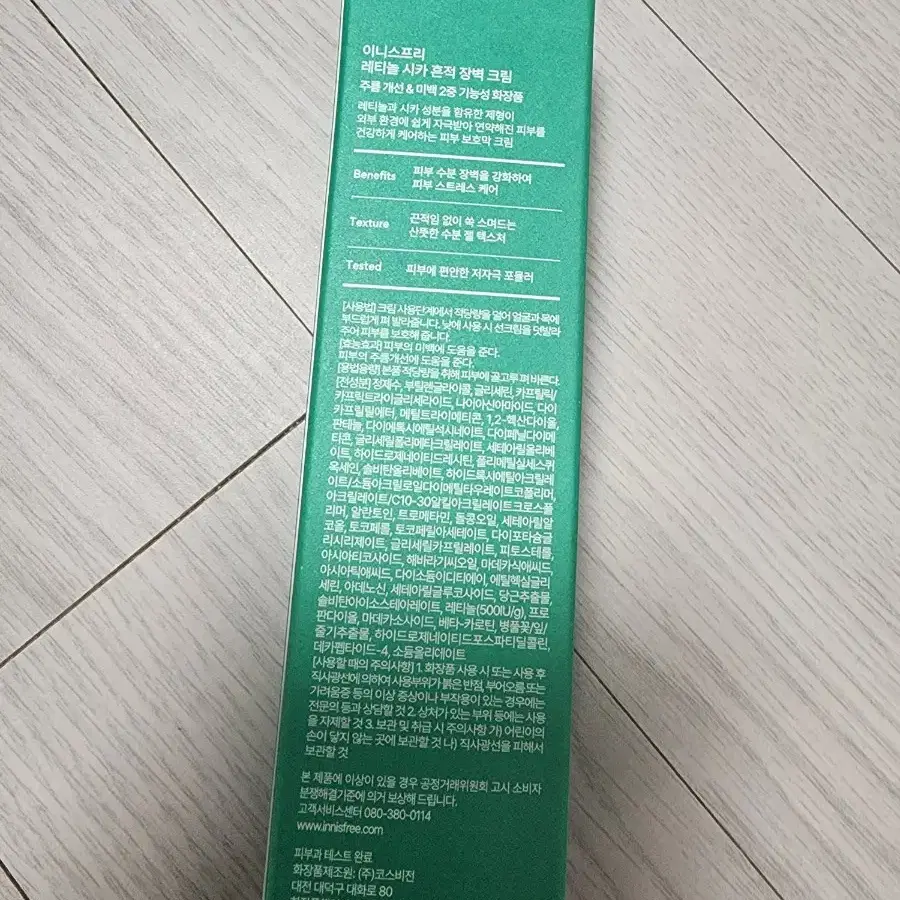 이니스프리
레티놀 시카 흔적 장벽 크림
주름 개선 & 미백 2중 기능성 화장품
레티놀과 시카 성분을 함유한 제형이
외부 환경에 쉽게 자극받아 연약해진 피부를
건강하게 케어하는 피부 보호막 크림
Benefits 피부 수분 장벽을 강화하여
피부 스트레스 케어
Texture 끈적임 없이 쏙 스며드는
산뜻한 수분 젤 텍스처
Tested 피부에 편안한 저자극 포뮬러
[사용법] 크림 사용단계에서 적당량을 덜어 얼굴과 목에
부드럽게 펴 발라줍니다. 낮에 사용 시 선크림을 덧발라
주어 피부를 보호해 줍니다.
[효능효과] 피부의 미백에 도움을 준다.
피부의 주름개선에 도움을 준다.
[용법용량] 본품 적당량을 취해 피부에 골고루 펴 바른다.
[전성분] 정제수, 부틸렌글라이콜, 글리세린, 카프릴릭/
카프릭트라이글리세라이드, 나이아신아마이드, 다이
카프릴릴에터, 메틸트라이메티콘, 1,2-헥산다이올,
판테놀, 다이에톡시에틸석시네이트, 다이페닐다이메
티콘, 글리세릴폴리메타크릴레이트, 세테아릴올리베
이트, 하이드로제네이티드레시틴, 폴리메틸실세스퀴
옥세인, 솔비탄올리베이트, 하이드록시에틸아크릴레
이트/소듐아크릴로일다이메틸타우레이트코폴리머,
아크릴레이트/C10-30알킬아크릴레이트크로스폴
리머, 알란토인, 트로메타민, 돌콩오일, 세테아릴알
코올, 토코페롤, 토코페릴아세테이트, 다이포타슘글
리시리제이트, 글리세릴카프릴레이트, 피토스테롤,
아시아티코사이드, 해바라기씨오일, 마데카식애씨드,
아시아틱애씨드, 다이소듐이디티에이, 에틸헥실글리
세린, 아데노신, 세테아릴글루코사이드, 당근추출물,
솔비탄아이소스테아레이트, 레티놀(500IU/g), 프로
판다이올, 마데카소사이드, 베타-카로틴, 병풀꽃/잎/
줄기추출물, 하이드로제네이티드포스파티딜콜린,
데카펩타이드-4, 소듐올리에이트
[사용할 때의 주의사항] 1. 화장품 사용 시 또는 사용 후
직사광선에 의하여 사용부위가 붉은 반점, 부어오름 또는
가려움증 등의 이상 증상이나 부작용이 있는 경우에는
전문의 등과 상담할 것 2. 상처가 있는 부위 등에는 사용
을 자제할 것 3. 보관 및 취급 시 주의사항 가) 어린이의
손이 닿지 않는 곳에 보관할 것 나) 직사광선을 피해서
보관할 것
본 제품에 이상이 있을 경우 공정거래위원회 고시 소비자
분쟁해결기준에 의거 보상해 드립니다.
고객서비스센터 080-380-0114
www.innisfree.com
피부과 테스트 완료
화장품제조원: (주)코스비전
대전 대덕구 대화로 80